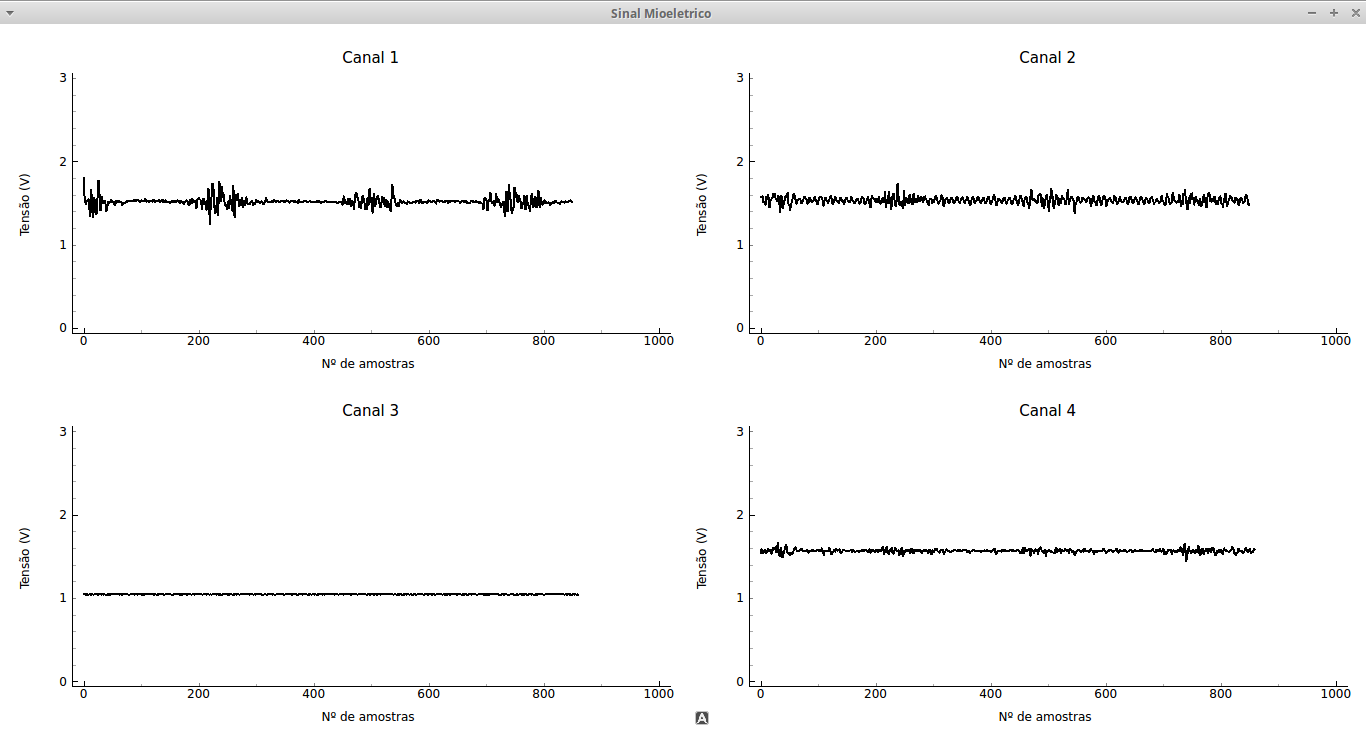 Sinal Mioeletrico
Canal 1
3
2
1
0
Tensão (V)
0 200 400 600 800 1000
Nº de amostras
Canal 2
3
2
1
0
Tensão (V)
0 200 400 600 800 1000
Nº de amostras
Canal 3
3
2
1
0
Tensão (V)
0 200 400 600 800 1000
Nº de amostras
A
Canal 4
3
2
1
0
Tensão (V)
0 200 400 600 800 1000
Nº de amostras